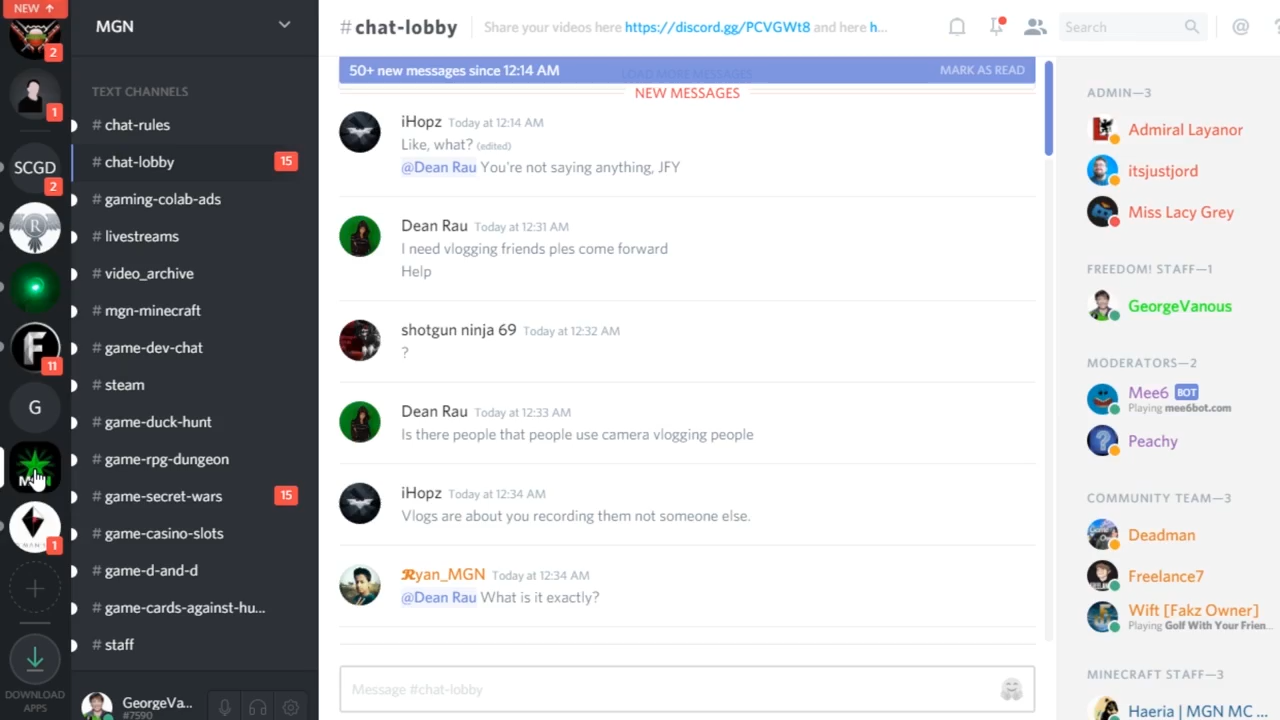 NEW ↑
2
1
SCGD
2
R
F
11
G
1
DOWNLOAD
APPS
MGN
TEXT CHANNELS
# chat-rules
# chat-lobby 15
# gaming-colab-ads
# livestreams
# video_archive
# mgn-minecraft
# game-dev-chat
# steam
# game-duck-hunt
# game-rpg-dungeon
# game-secret-wars 15
# game-casino-slots
# game-d-and-d
# game-cards-against-hu...
# staff
GeorgeVa...
#7590
#chat-lobby Share your videos here https://discord.gg/PCVGWt8 and here h...
Search
@
50+ new messages since 12:14 AM LOAD MORE MESSAGES MARK AS READ
NEW MESSAGES
iHopz Today at 12:14 AM
Like, what? (edited)
@Dean Rau You're not saying anything, JFY
Dean Rau Today at 12:31 AM
I need vlogging friends ples come forward
Help
shotgun ninja 69 Today at 12:32 AM
?
Dean Rau Today at 12:33 AM
Is there people that people use camera vlogging people
iHopz Today at 12:34 AM
Vlogs are about you recording them not someone else.
Ryan_MGN Today at 12:34 AM
@Dean Rau What is it exactly?
Message #chat-lobby
ADMIN—3
Admiral Layanor
itsjustjord
Miss Lacy Grey
FREEDOM! STAFF—1
GeorgeVanous
MODERATORS—2
Mee6 BOT
Playing mee6bot.com
Peachy
COMMUNITY TEAM—3
Deadman
Freelance7
Wift [Fakz Owner]
Playing Golf With Your Frien...
MINECRAFT STAFF—3
Haeria | MGN MC ...